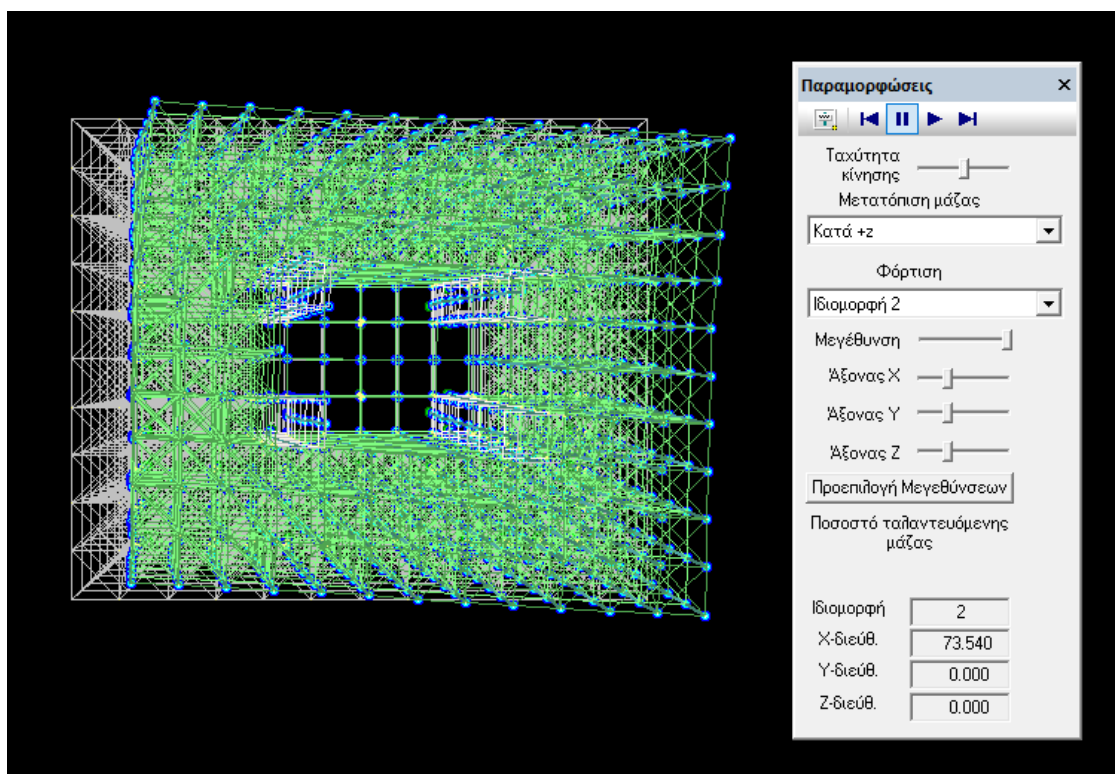 Παραμορφώσεις
Ταχύτητα
κίνησης
Μετατόπιση μάζας
Κατά +z
Φόρτιση
Ιδιομορφή 2
Μεγέθυνση
Άξονας X
Άξονας Y
Άξονας Z
Προεπιλογή Μεγεθύνσεων
Ποσοστό ταλαντευόμενης
μάζας
Ιδιομορφή 2
X-διεύθ. 73.540
Y-διεύθ. 0.000
Z-διεύθ. 0.000